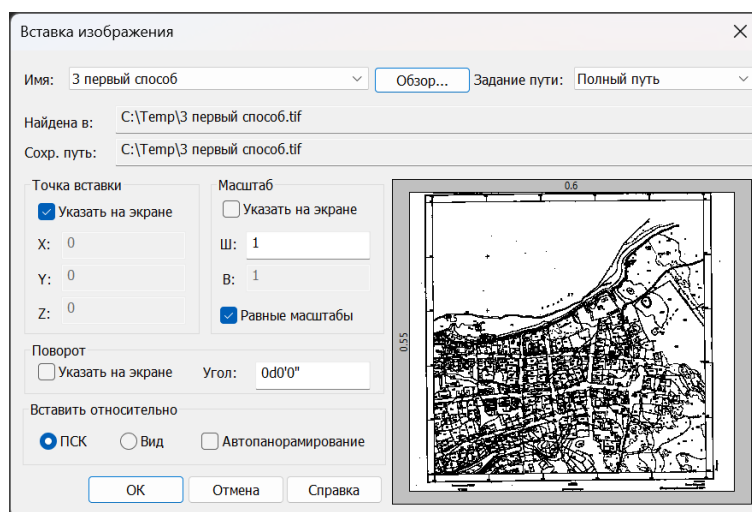 Вставка изображения
Имя: 3 первый способ Обзор... Задание пути: Полный путь
Найдена в: C:\Temp\3 первый способ.tif
Сохр. путь: C:\Temp\3 первый способ.tif
Точка вставки
Указать на экране
X: 0
Y: 0
Z: 0
Масштаб
Указать на экране
Ш: 1
В: 1
Равные масштабы
Поворот
Указать на экране Угол: 0d0'0"
Вставить относительно
ПСК Вид Автопанорамирование
ОК Отмена Справка
0.6
0.55